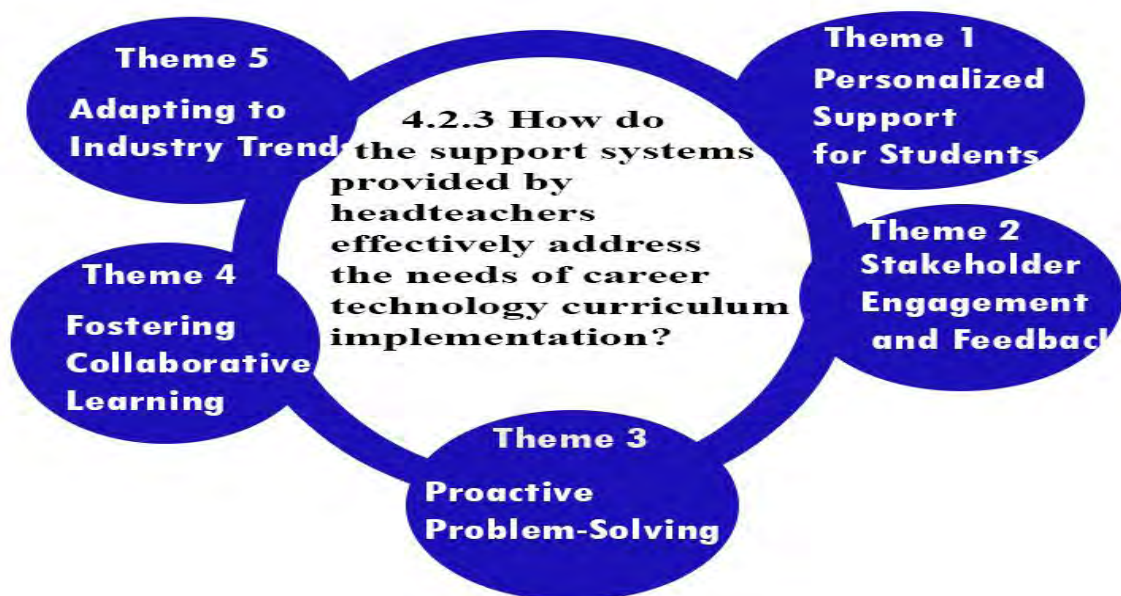 4.2.3 How do
the support systems
provided by
headteachers
effectively address
the needs of career
technology curriculum
implementation?
Theme 1
Personalized
Support
for Students
Theme 2
Stakeholder
Engagement
and Feedback
Theme 3
Proactive
Problem-Solving
Theme 4
Fostering
Collaborative
Learning
Theme 5
Adapting to
Industry Trends